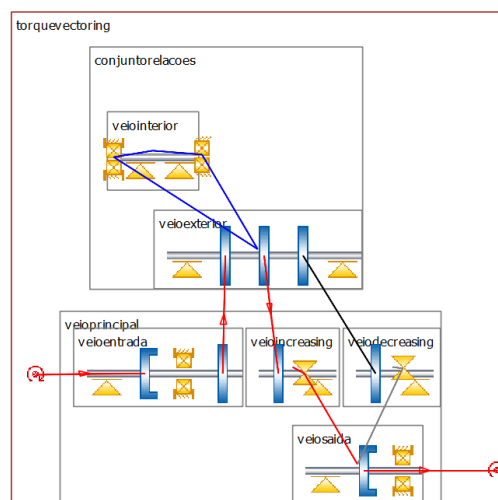 torquevectoring
conjuntorelacoes
veiointerior
veioexterior
veioprincipal
veioentrada
veioincreasing
veiodecreasing
veiosaida